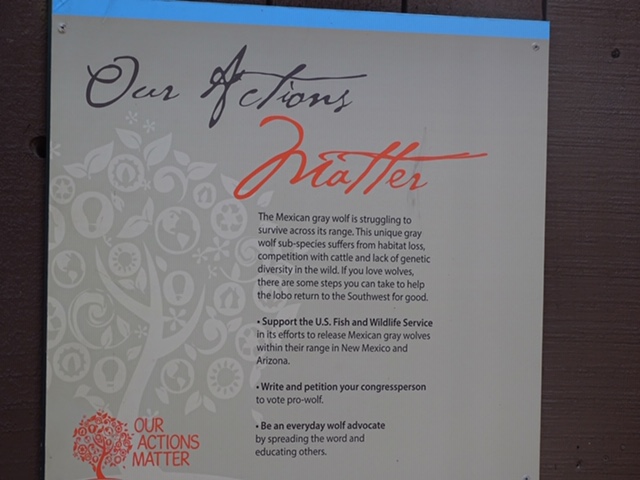 Our Actions
Matter
The Mexican gray wolf is struggling to
survive across its range. This unique gray
wolf sub-species suffers from habitat loss,
competition with cattle and lack of genetic
diversity in the wild. If you love wolves,
there are some steps you can take to help
the lobo return to the Southwest for good.
• Support the U.S. Fish and Wildlife Service
in its efforts to release Mexican gray wolves
within their range in New Mexico and
Arizona.
• Write and petition your congressperson
to vote pro-wolf.
• Be an everyday wolf advocate
by spreading the word and
educating others.
OUR
ACTIONS
MATTER